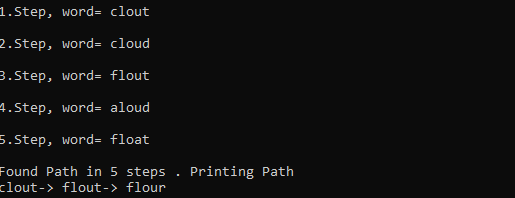 1.Step, word= clout
2.Step, word= cloud
3.Step, word= flout
4.Step, word= aloud
5.Step, word= float
Found Path in 5 steps . Printing Path
clout-> flout-> flour